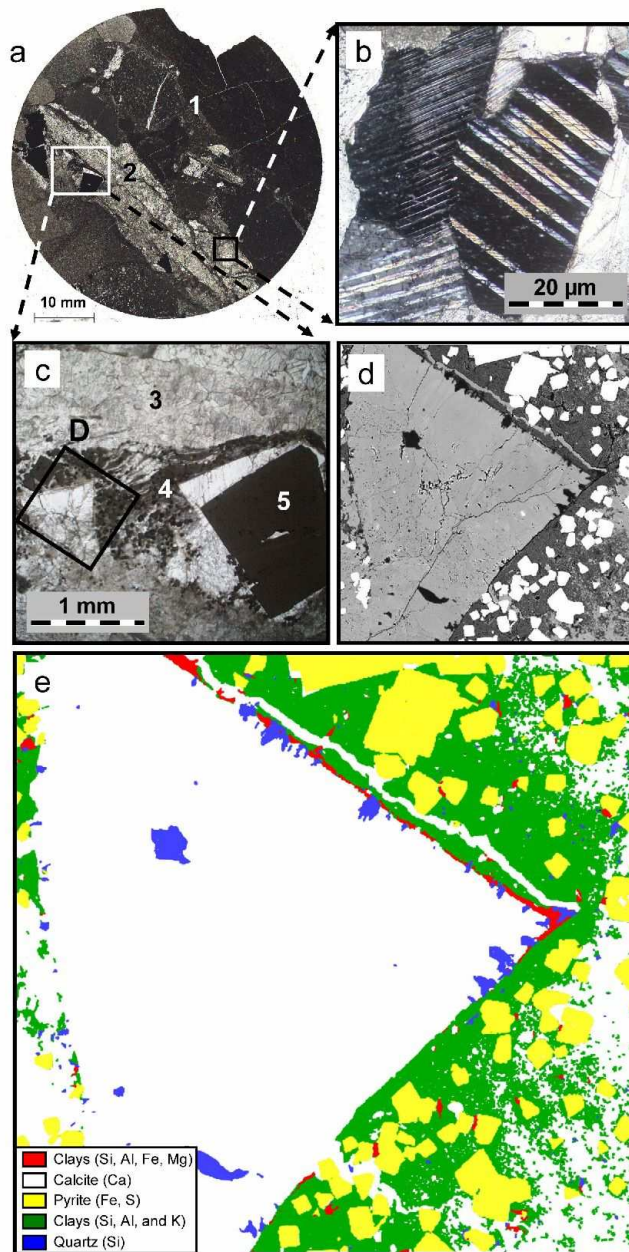 a
1
2
10 mm
b
20 µm
c
3
D
4
5
1 mm
d
e
Clays (Si, Al, Fe, Mg)
Calcite (Ca)
Pyrite (Fe, S)
Clays (Si, Al, and K)
Quartz (Si)